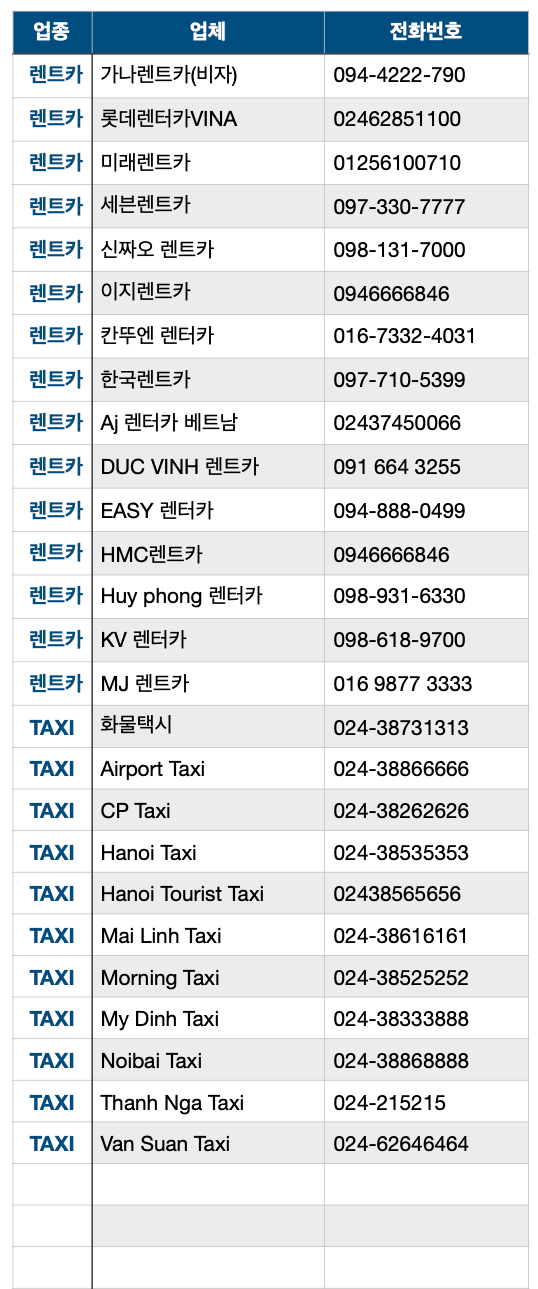 업종 업체 전화번호
렌트카 가나렌트카(비자) 094-4222-790
렌트카 롯데렌터카VINA 02462851100
렌트카 미래렌트카 01256100710
렌트카 세븐렌트카 097-330-7777
렌트카 신짜오 렌트카 098-131-7000
렌트카 이지렌트카 0946666846
렌트카 칸뚜엔 렌터카 016-7332-4031
렌트카 한국렌트카 097-710-5399
렌트카 Aj 렌터카 베트남 02437450066
렌트카 DUC VINH 렌트카 091 664 3255
렌트카 EASY 렌터카 094-888-0499
렌트카 HMC렌트카 0946666846
렌트카 Huy phong 렌터카 098-931-6330
렌트카 KV 렌터카 098-618-9700
렌트카 MJ 렌트카 016 9877 3333
TAXI 화물택시 024-38731313
TAXI Airport Taxi 024-38866666
TAXI CP Taxi 024-38262626
TAXI Hanoi Taxi 024-38535353
TAXI Hanoi Tourist Taxi 02438565656
TAXI Mai Linh Taxi 024-38616161
TAXI Morning Taxi 024-38525252
TAXI My Dinh Taxi 024-38333888
TAXI Noibai Taxi 024-38868888
TAXI Thanh Nga Taxi 024-215215
TAXI Van Suan Taxi 024-62646464